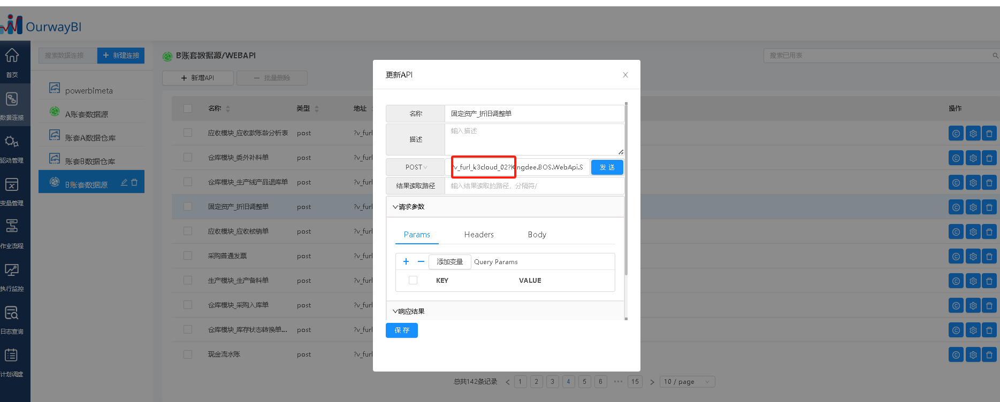 OurwayBI
首页
数据连接
驱动管理
变量管理
作业流程
执行监控
日志查询
计划调度
搜索数据连接
+ 新建连接
powerbimeta
A账套数据源
账套A数据仓库
账套B数据仓库
B账套数据源
B账套数据源/WEBAPI
搜索已用表
+ 新增API
— 批量删除
名称 类型 地址 操作
应收模块_应收款账龄分析表 post ?v_furl
仓库模块_委外补料单 post ?v_furl
仓库模块_生产线产品退库单 post ?v_furl
固定资产_折旧调整单 post ?v_furl
应收模块_应收核销单 post ?v_furl
采购普通发票 post ?v_furl
生产模块_生产备料单 post ?v_furl
仓库模块_采购入库单 post ?v_furl
仓库模块_库存状态转换单... post ?v_furl
现金流水账 post ?v_furl
总共142条记录 < 1 2 3 4 5 6 ••• 15 > 10 / page
更新API
名称 固定资产_折旧调整单
描述 输入描述
POST ?v_furl_k3cloud_02?Kingdee.BOS.WebApi.S 发 送
结果读取路径 输入结果读取的路径，分隔符/
请求参数
Params Headers Body
+ — 添加变量 Query Params
KEY VALUE
响应结果
保 存